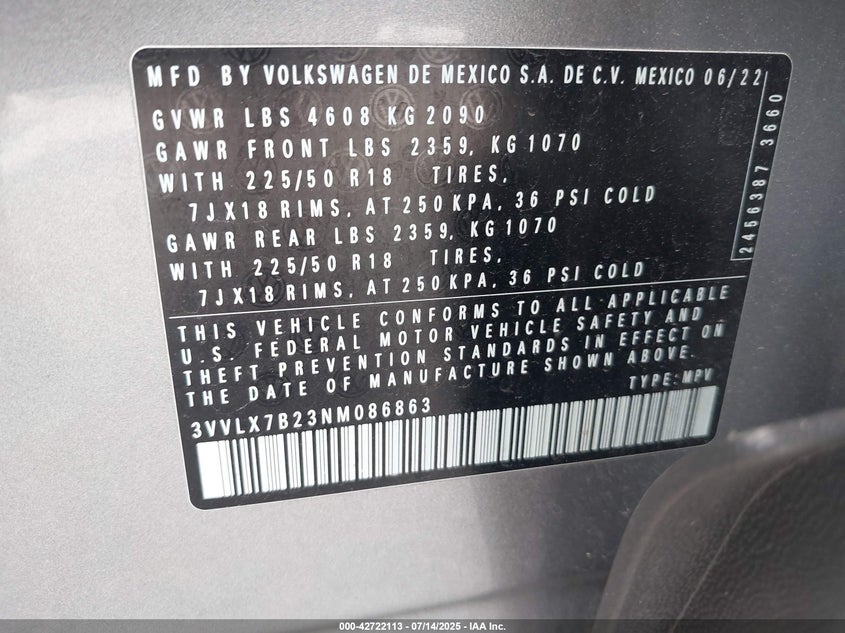 MFD BY VOLKSWAGEN DE MEXICO S.A. DE C.V. MEXICO 06/22
GVWR LBS 4608 KG 2090
GAWR FRONT LBS 2359, KG1070
WITH 225/50 R18 TIRES,
7JX18 RIMS, AT 250 KPA, 36 PSI COLD
GAWR REAR LBS 2359, KG1070
WITH 225/50 R18 TIRES,
7JX18 RIMS, AT 250 KPA, 36 PSI COLD
2456387 3660
THIS VEHICLE CONFORMS TO ALL APPLICABLE
U.S. FEDERAL MOTOR VEHICLE SAFETY AND
THEFT PREVENTION STANDARDS IN EFFECT ON
THE DATE OF MANUFACTURE SHOWN ABOVE.
TYPE: MPV
3VVLX7B23NM086863
000-42722113 - 07/14/2025 - IAA Inc.